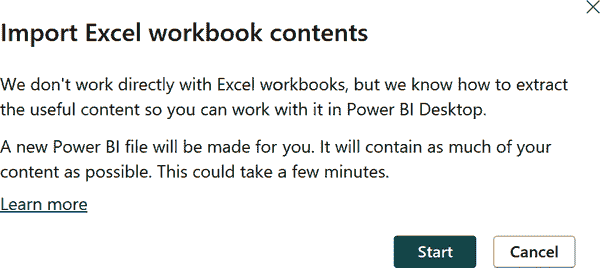 Import Excel workbook contents
We don't work directly with Excel workbooks, but we know how to extract
the useful content so you can work with it in Power BI Desktop.
A new Power BI file will be made for you. It will contain as much of your
content as possible. This could take a few minutes.
Learn more
Start
Cancel